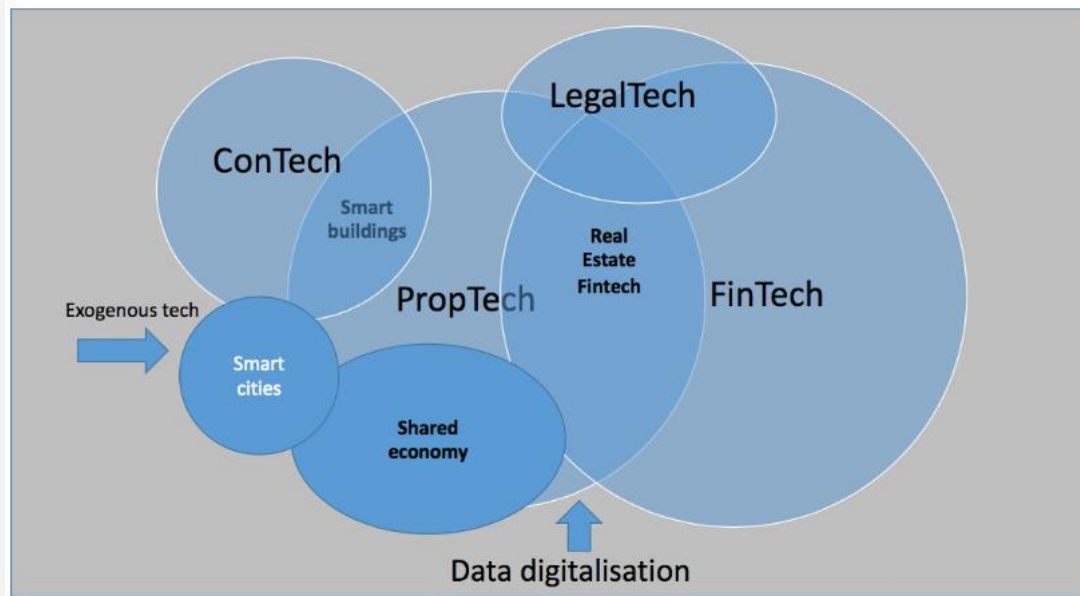 LegalTech
ConTech
Smart
buildings
Real
Estate
Fintech
PropTech
FinTech
Exogenous tech
Smart
cities
Shared
economy
Data digitalisation